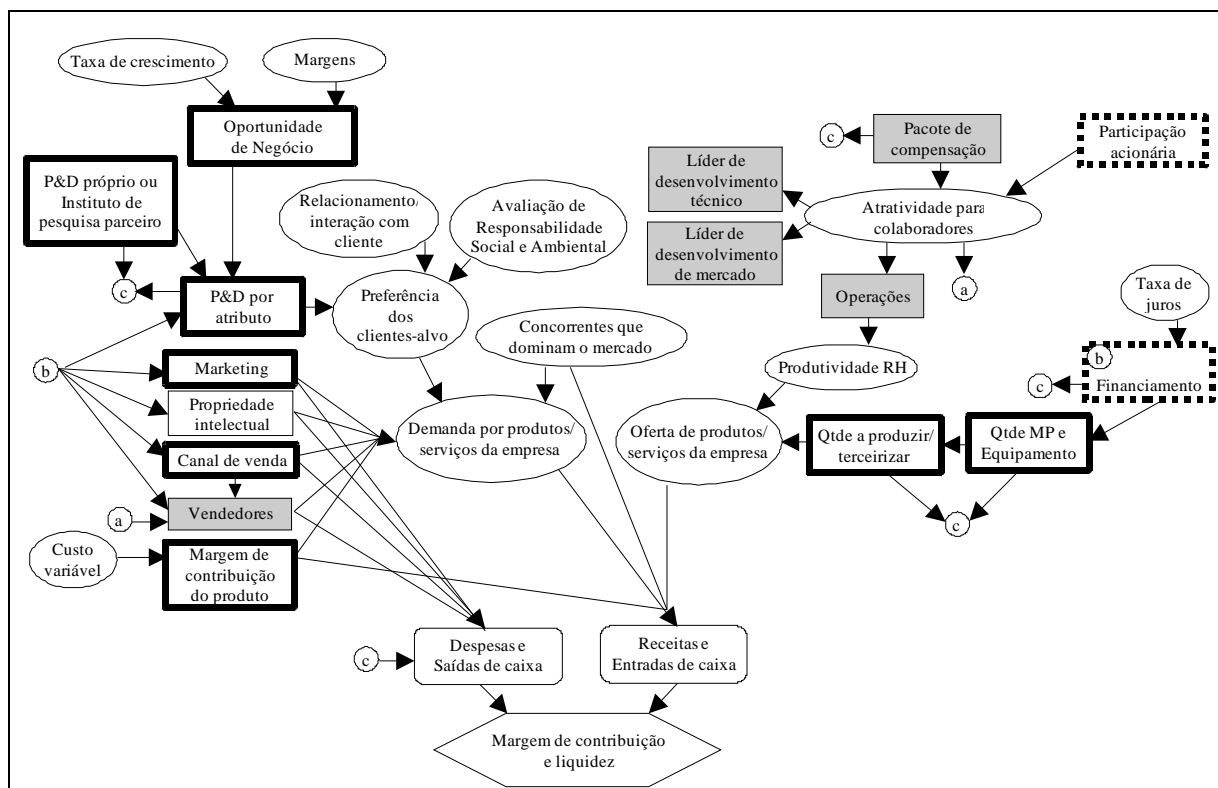 Taxa de crescimento
Margens
Oportunidade
de Negócio
P&D próprio ou
Instituto de
pesquisa parceiro
c
P&D por
atributo
Relacionamento/
interação com
cliente
Avaliação de
Responsabilidade
Social e Ambiental
Preferência
dos
clientes-alvo
Concorrentes que
dominam o mercado
c
Pacote de
compensação
Participação
acionária
Líder de
desenvolvimento
técnico
Líder de
desenvolvimento
de mercado
Atratividade para
colaboradores
Operações
a
Taxa de
juros
Produtividade RH
b
c
Financiamento
b
Marketing
Propriedade
intelectual
Canal de venda
a
Vendedores
Custo
variável
Margem de
contribuição
do produto
Demanda por produtos/
serviços da empresa
Oferta de produtos/
serviços da empresa
Qtde a produzir/
terceirizar
Qtde MP e
Equipamento
c
c
Despesas e
Saídas de caixa
Receitas e
Entradas de caixa
Margem de contribuição
e liquidez